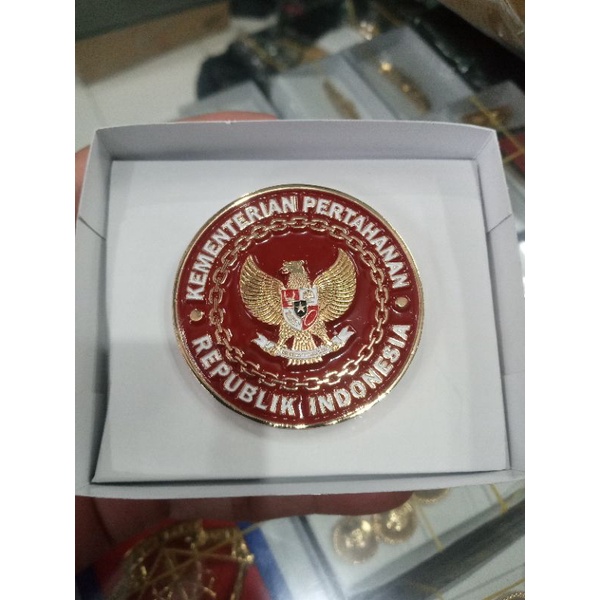 KEMENTERIAN PERTAHANAN
REPUBLIK INDONESIA